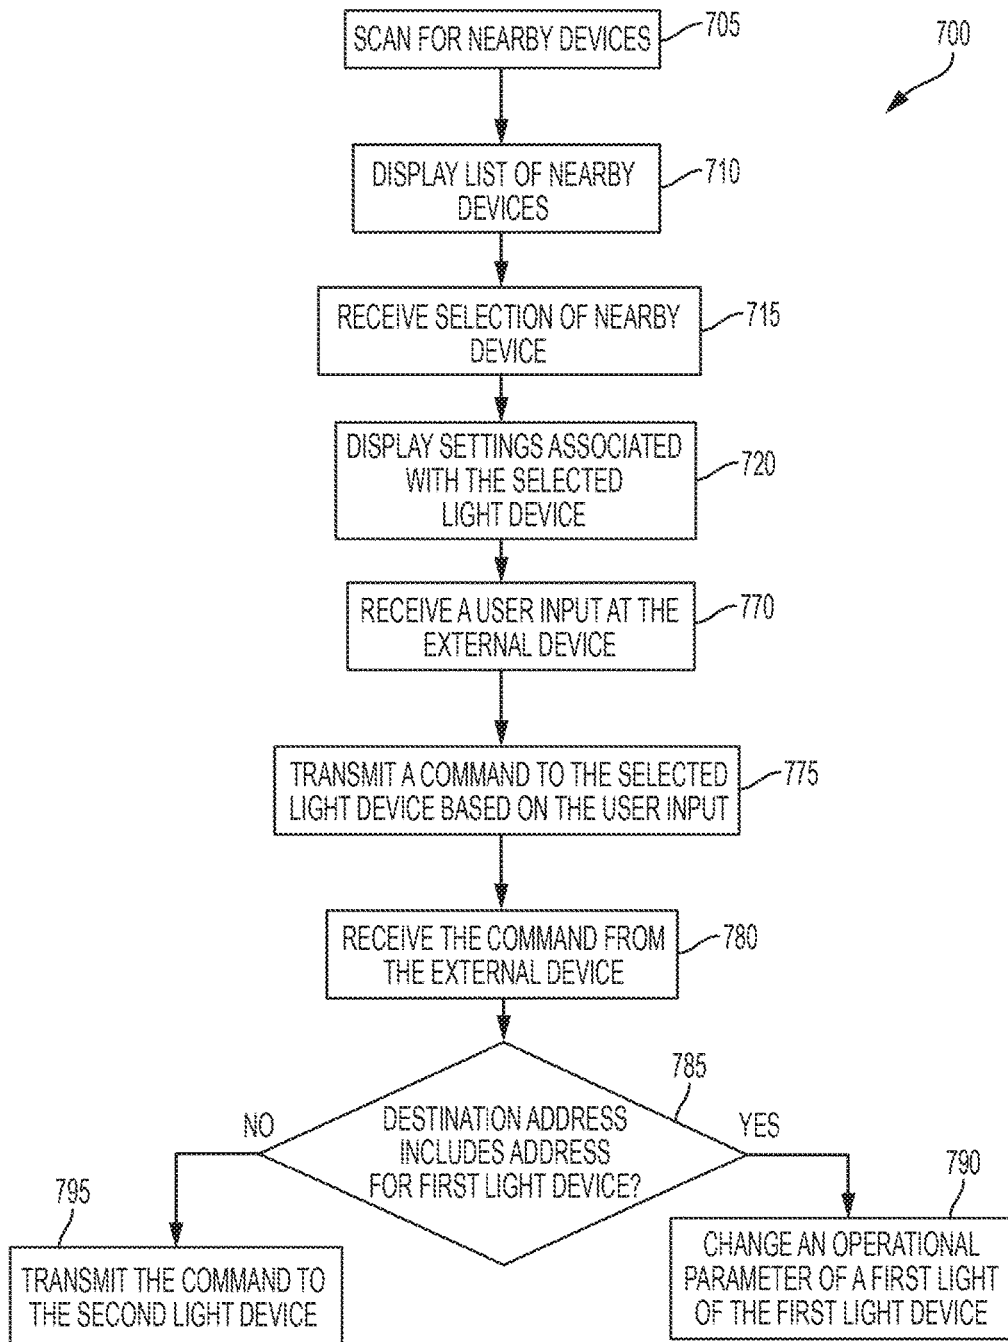 SCAN FOR NEARBY DEVICES
705
700
DISPLAY LIST OF NEARBY
DEVICES
710
RECEIVE SELECTION OF NEARBY
DEVICE
715
DISPLAY SETTINGS ASSOCIATED
WITH THE SELECTED
LIGHT DEVICE
720
RECEIVE A USER INPUT AT THE
EXTERNAL DEVICE
770
TRANSMIT A COMMAND TO THE SELECTED
LIGHT DEVICE BASED ON THE USER INPUT
775
RECEIVE THE COMMAND FROM
THE EXTERNAL DEVICE
780
785
NO
DESTINATION ADDRESS
INCLUDES ADDRESS
FOR FIRST LIGHT DEVICE?
YES
795
TRANSMIT THE COMMAND TO
THE SECOND LIGHT DEVICE
790
CHANGE AN OPERATIONAL
PARAMETER OF A FIRST LIGHT
OF THE FIRST LIGHT DEVICE